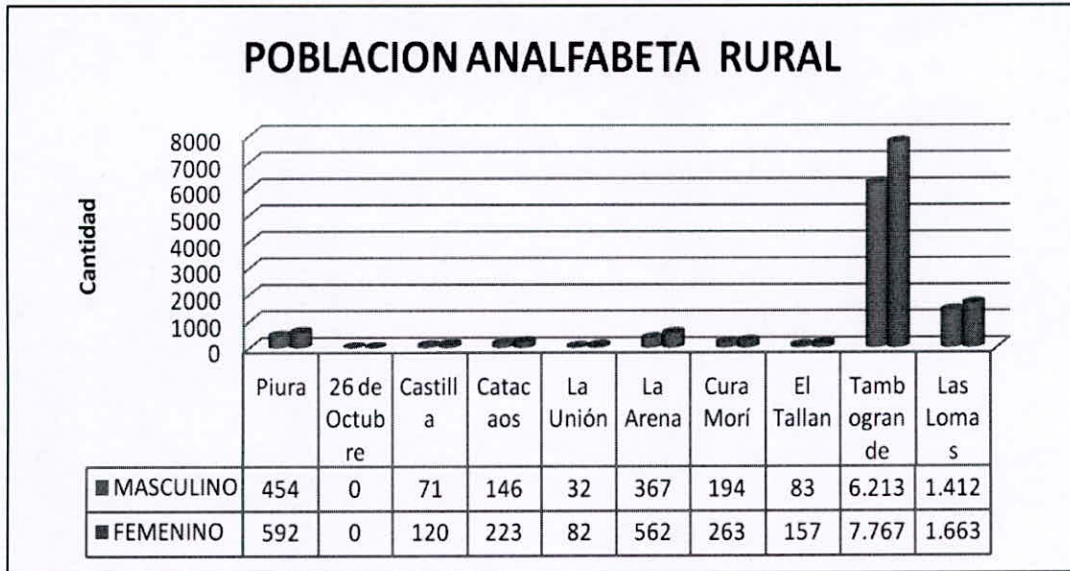 POBLACION ANALFABETA RURAL
Cantidad
8000
7000
6000
5000
4000
3000
2000
1000
0
Piura
26 de
Octub
re
Castill
a
Catac
aos
La
Unión
La
Arena
Cura
Morí
El
Tallan
Tamb
ogran
de
Las
Loma
s
MASCULINO 454 0 71 146 32 367 194 83 6.213 1.412
FEMENINO 592 0 120 223 82 562 263 157 7.767 1.663